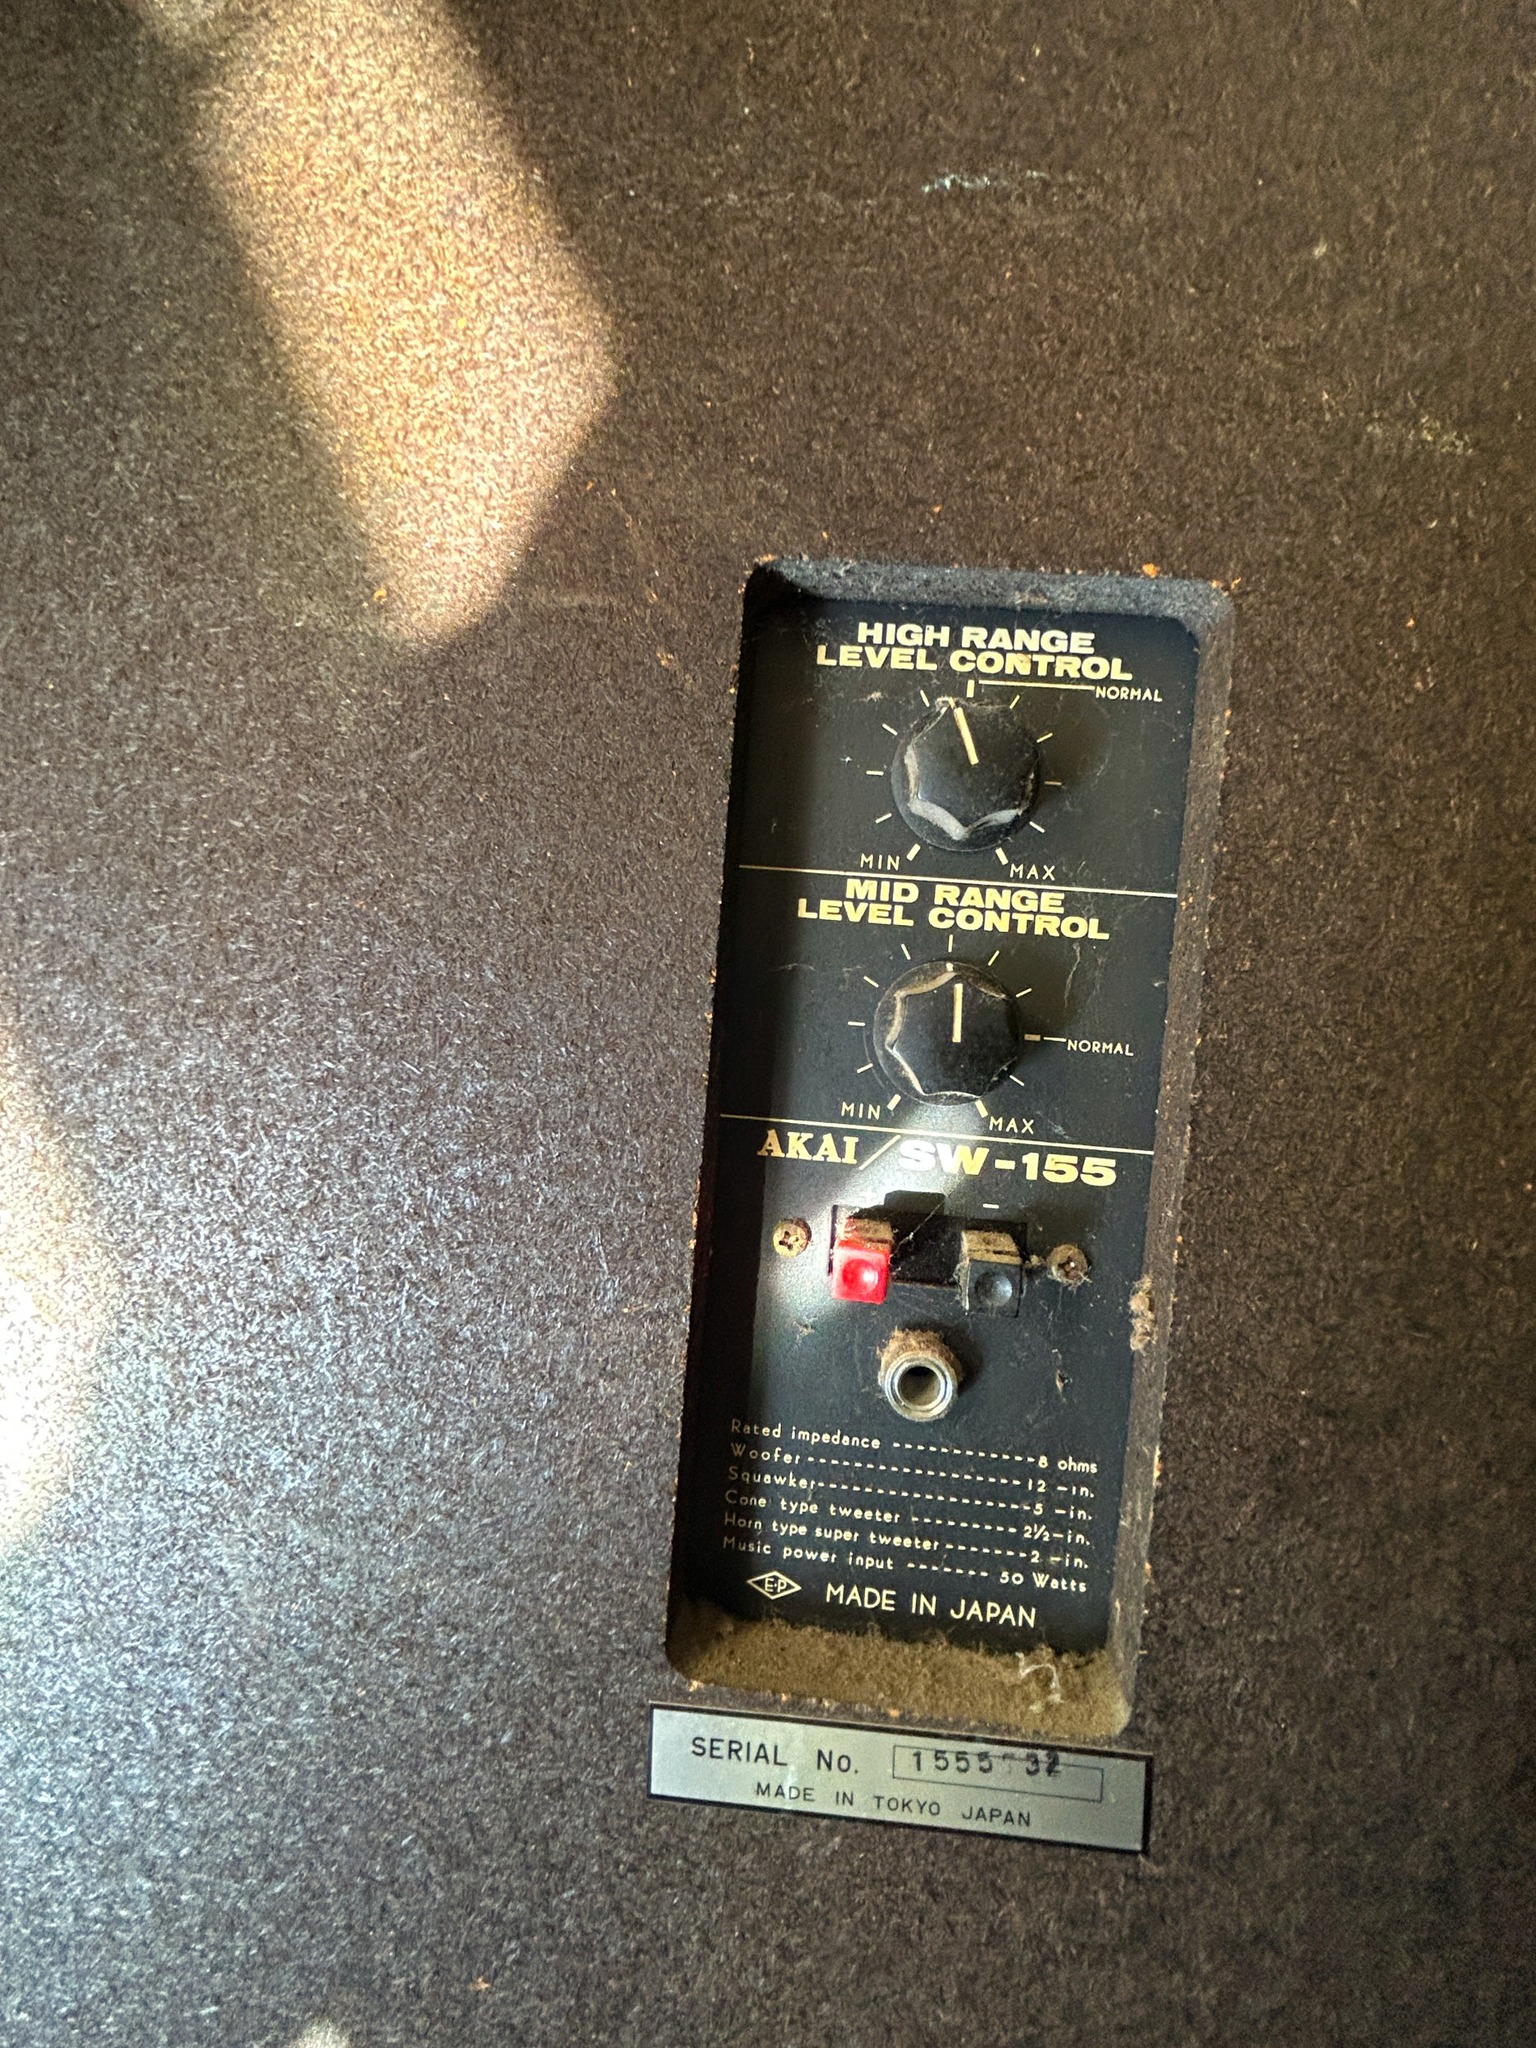 HIGH RANGE
LEVEL CONTROL
NORMAL
MIN MAX
MID RANGE
LEVEL CONTROL
NORMAL
MIN MAX
AKAI / SW-155
Rated impedance ------------ 8 ohms
Woofer ------------------ 12 -in.
Squawker ----------------- 5 -in.
Cone type tweeter --------- 2½-in.
Horn type super tweeter ------- 2 -in.
Music power input ------- 50 Watts
E·P MADE IN JAPAN
SERIAL No.
MADE IN TOKYO JAPAN